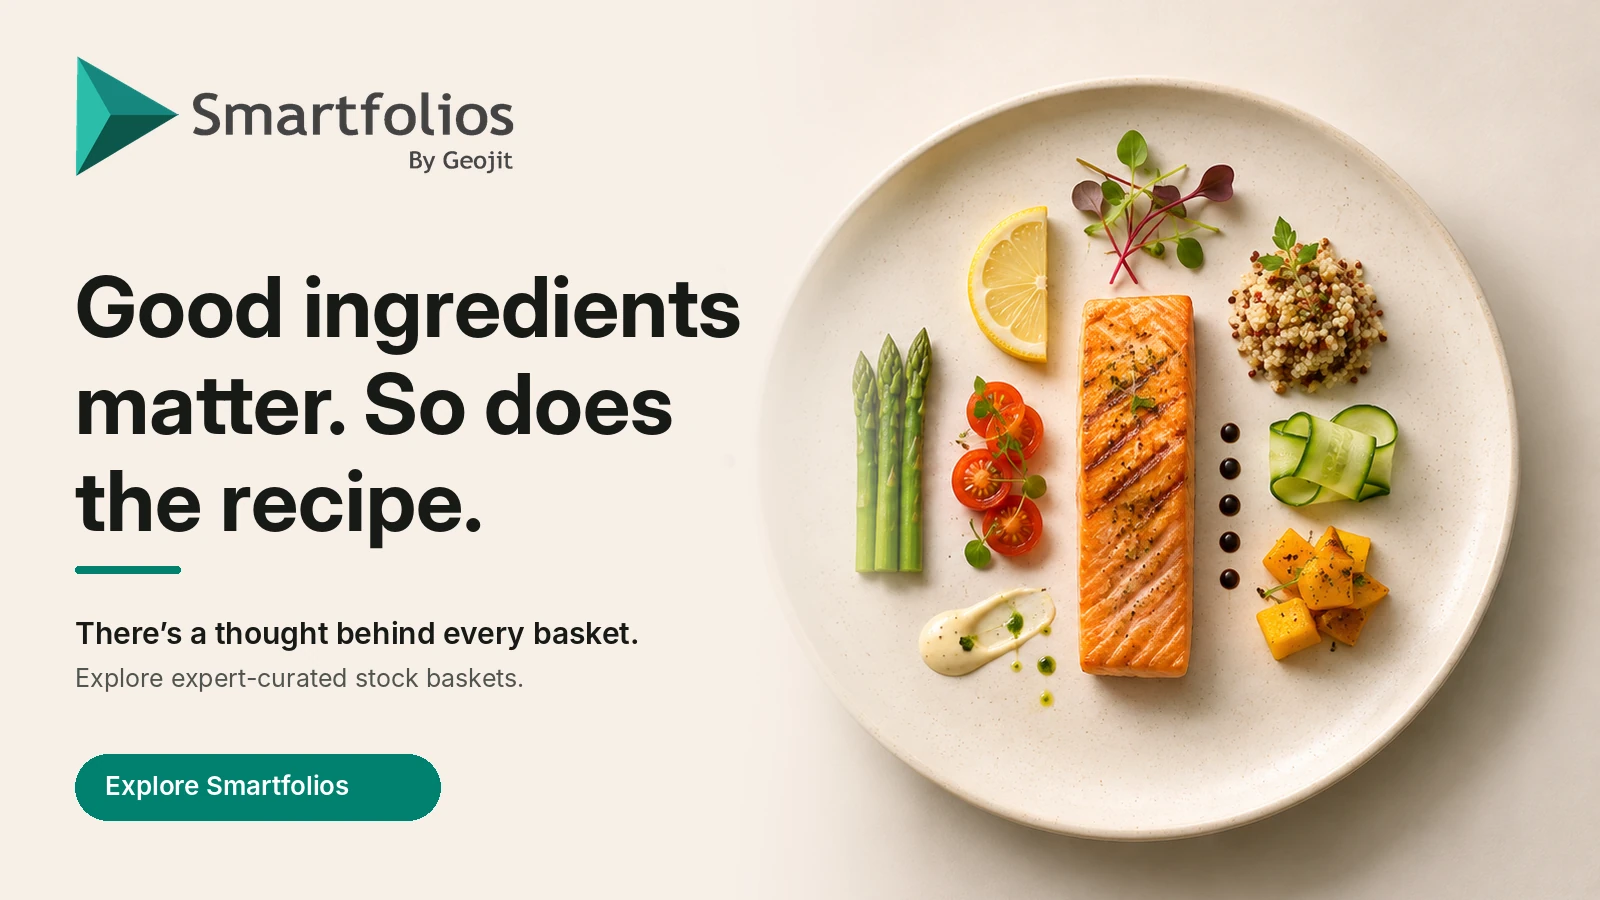 Smartfolios
By Geojit
Good ingredients
matter. So does
the recipe.
There’s a thought behind every basket.
Explore expert-curated stock baskets.
Explore Smartfolios